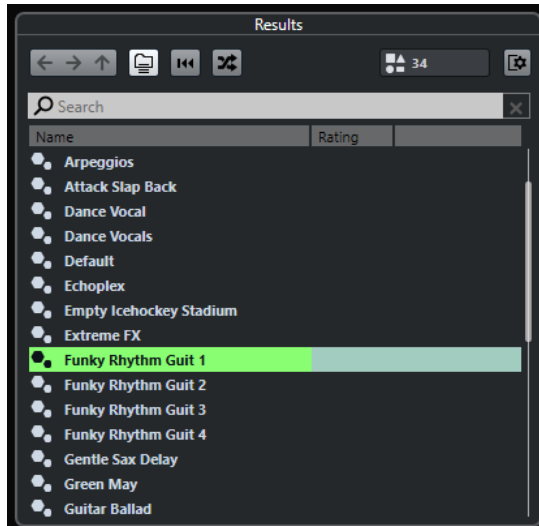 Results
34
Search
Name Rating
Arpeggios
Attack Slap Back
Dance Vocal
Dance Vocals
Default
Echoplex
Empty Icehockey Stadium
Extreme FX
Funky Rhythm Guit 1
Funky Rhythm Guit 2
Funky Rhythm Guit 3
Funky Rhythm Guit 4
Gentle Sax Delay
Green May
Guitar Ballad